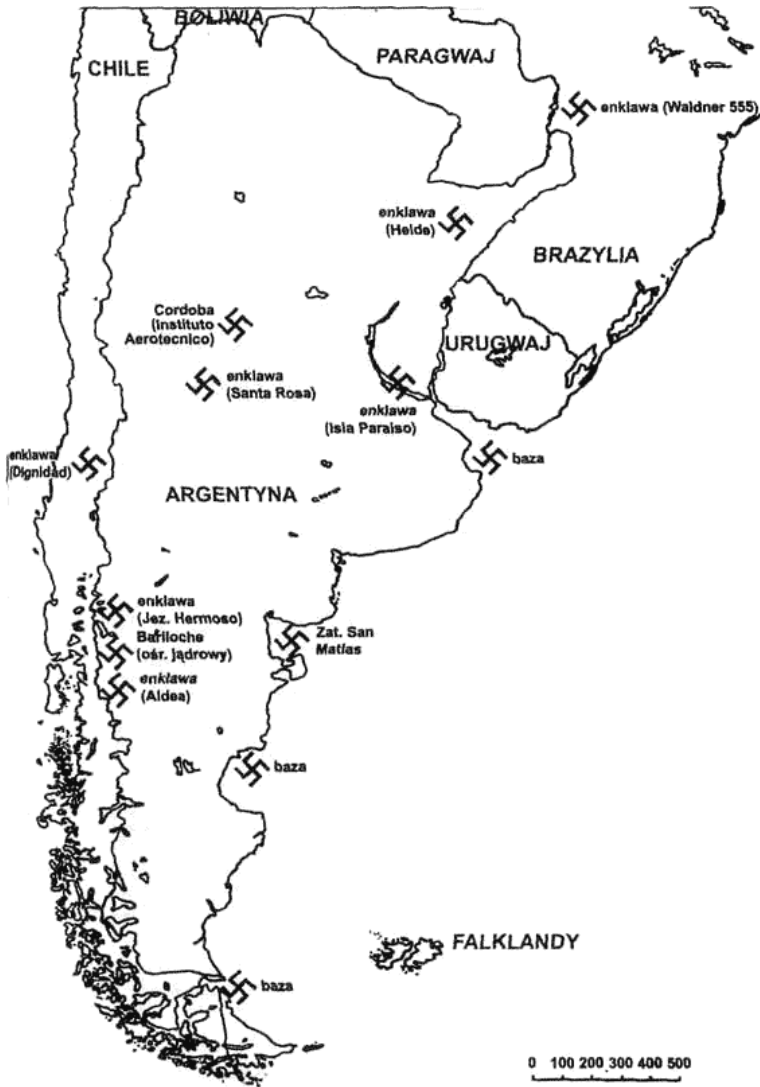 BOLIWIA
PARAGWAJ
CHILE
enklawa (Waldner 555)
enklawa
(Heide)
BRAZYLIA
Cordoba
(instituto
Aerotecnico)
URUGWAJ
enklawa
(Santa Rosa)
enklawa
(Isla Paraiso)
enklawa
(Dignidad)
baza
ARGENTYNA
enklawa
(Jez. Hermoso)
Bariloche
(ośr. jądrowy)
enklawa
(Aldea)
Zat. San
Matias
baza
FALKLANDY
baza
0 100 200 300 400 500